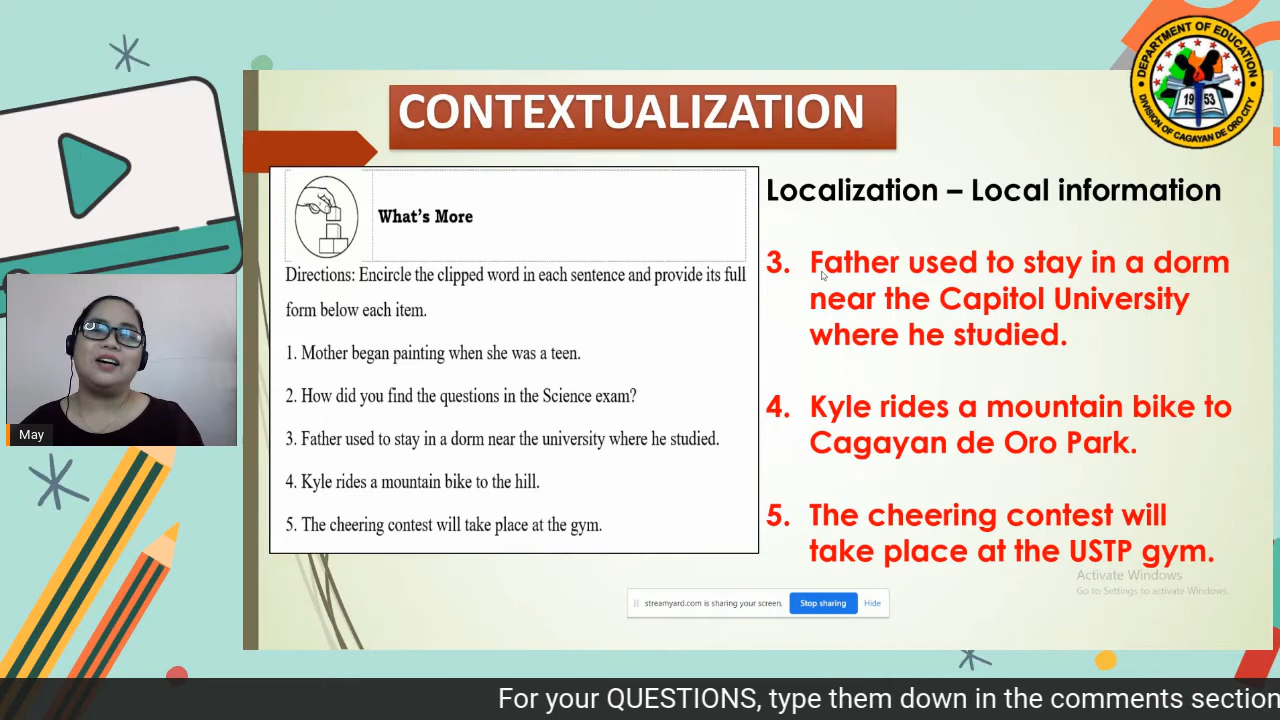 CONTEXTUALIZATION
DEPARTMENT OF EDUCATION
1953
DIVISION OF CAGAYAN DE ORO CITY
What's More
Directions: Encircle the clipped word in each sentence and provide its full
form below each item.
1. Mother began painting when she was a teen.
2. How did you find the questions in the Science exam?
3. Father used to stay in a dorm near the university where he studied.
4. Kyle rides a mountain bike to the hill.
5. The cheering contest will take place at the gym.
Localization – Local information
3. Father used to stay in a dorm
near the Capitol University
where he studied.
4. Kyle rides a mountain bike to
Cagayan de Oro Park.
5. The cheering contest will
take place at the USTP gym.
Activate Windows
Go to Settings to activate Windows.
May
streamyard.com is sharing your screen.
Stop sharing
Hide
For your QUESTIONS, type them down in the comments section